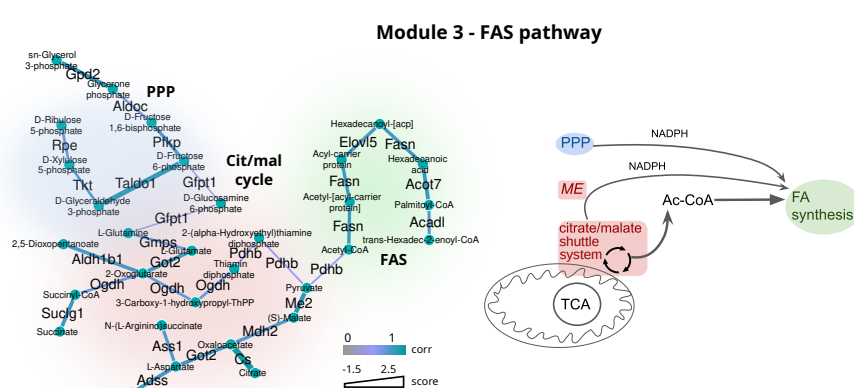 Module 3 - FAS pathway
sn-Glycerol
3-phosphate
Gpd2
Glycerone
phosphate
PPP
Aldoc
D-Ribulose
5-phosphate
D-Fructose
1,6-bisphosphate
Rpe
Pfkp
D-Xylulose
5-phosphate
D-Fructose
6-phosphate
Tkt
Taldo1
Gfpt1
D-Glyceraldehyde
3-phosphate
D-Glucosamine
6-phosphate
Cit/mal
cycle
Gfpt1
L-Glutamine
Gmps
2-(alpha-Hydroxyethyl)thiamine
diphosphate
2,5-Dioxopentanoate
L-Glutamate
Aldh1b1
Got2
Pdhb
Pdhb
Pdhb
Thiamin
diphosphate
2-Oxoglutarate
Ogdh
Ogdh
Ogdh
Succinyl-CoA
3-Carboxy-1-hydroxypropyl-ThPP
Pyruvate
Me2
Suclg1
(S)-Malate
Succinate
N-(L-Arginino)succinate
Mdh2
Ass1
Oxaloacetate
Got2
Cs
L-Aspartate
Citrate
Adss
Hexadecanoyl-[acp]
Elovl5
Fasn
Acyl-carrier
protein
Hexadecanoic
acid
Fasn
Acot7
Acetyl-[acyl-carrier
protein]
Palmitoyl-CoA
Fasn
Acadl
trans-Hexadec-2-enoyl-CoA
Acetyl-CoA
FAS
0 1
corr
-1.5 2.5
score
PPP
NADPH
NADPH
ME
Ac-CoA
FA
synthesis
citrate/malate
shuttle
system
TCA